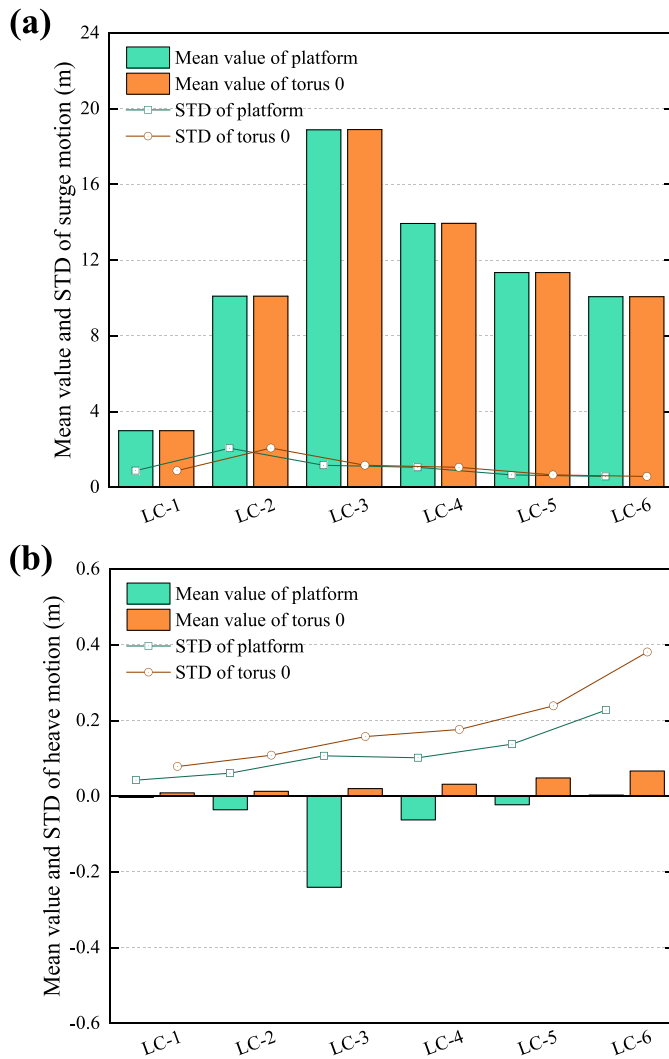 (a)
Mean value and STD of surge motion (m)
24
20
16
12
8
4
0
Mean value of platform
Mean value of torus 0
STD of platform
STD of torus 0
LC-1
LC-2
LC-3
LC-4
LC-5
LC-6
(b)
Mean value and STD of heave motion (m)
0.6
0.4
0.2
0.0
-0.2
-0.4
-0.6
Mean value of platform
Mean value of torus 0
STD of platform
STD of torus 0
LC-1
LC-2
LC-3
LC-4
LC-5
LC-6